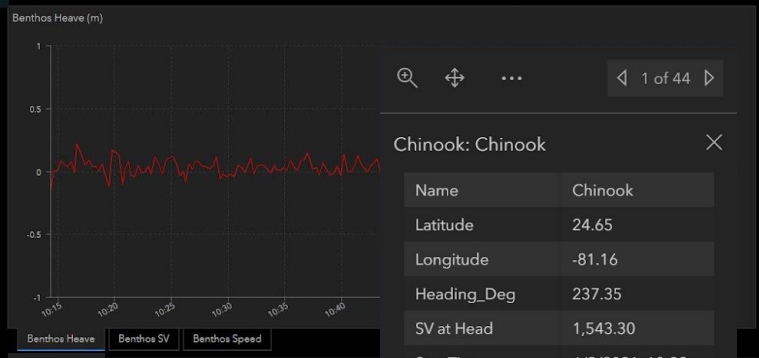 Benthos Heave (m)
1
0.5
0
-0.5
-1
10:15 10:20 10:25 10:30 10:35 10:40
Benthos Heave Benthos SV Benthos Speed
1 of 44
Chinook: Chinook
Name Chinook
Latitude 24.65
Longitude -81.16
Heading_Deg 237.35
SV at Head 1,543.30